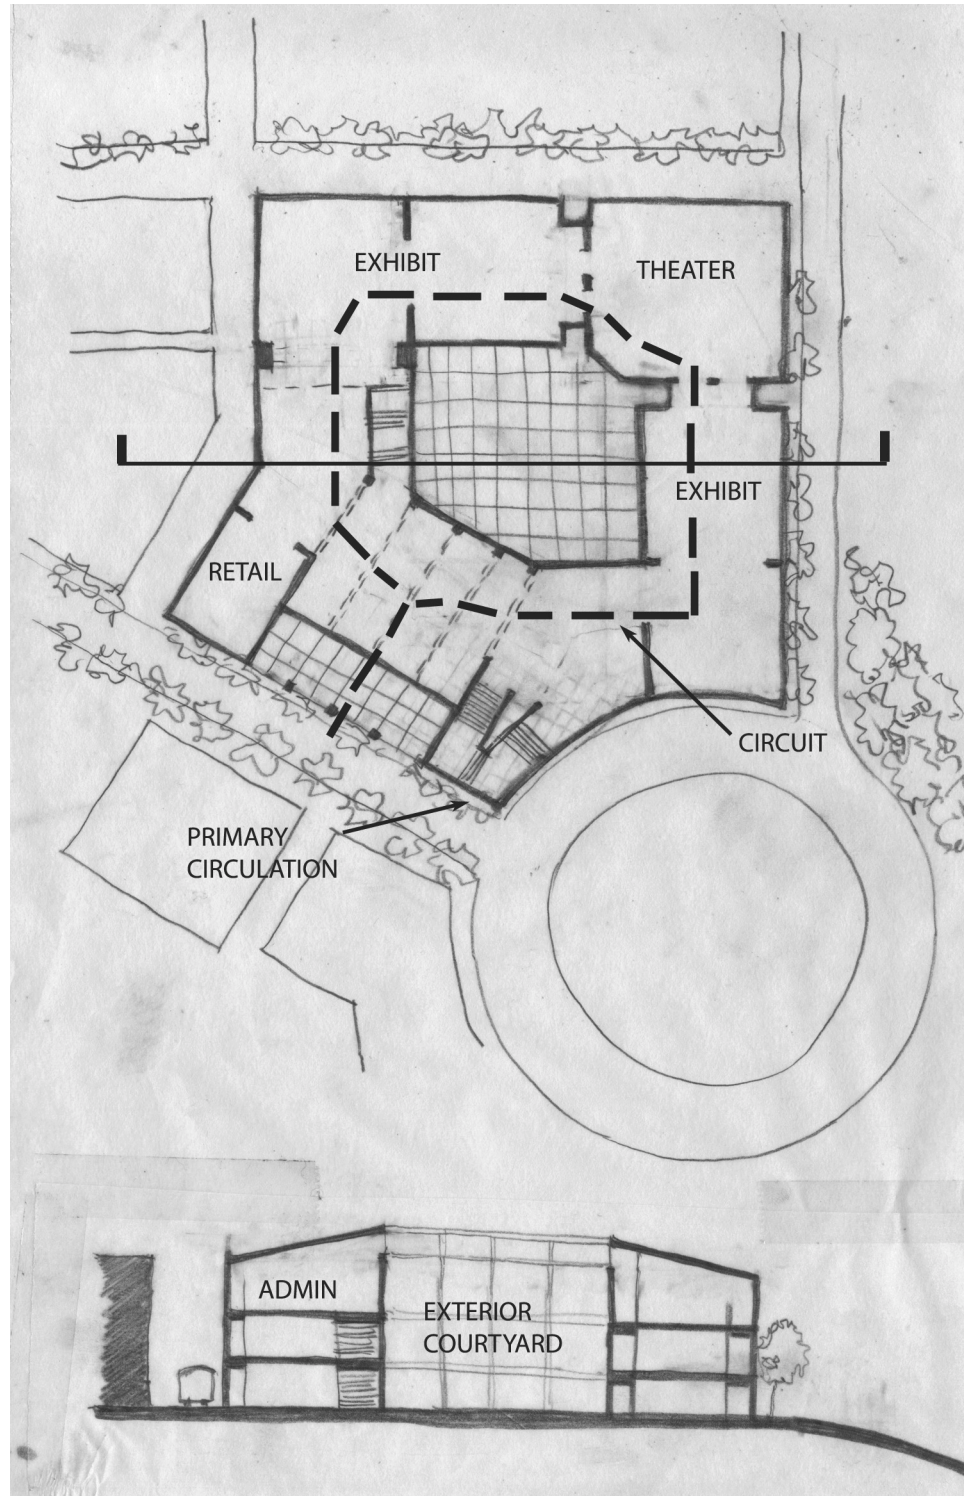 EXHIBIT
THEATER
EXHIBIT
RETAIL
CIRCUIT
PRIMARY
CIRCULATION
ADMIN
EXTERIOR
COURTYARD